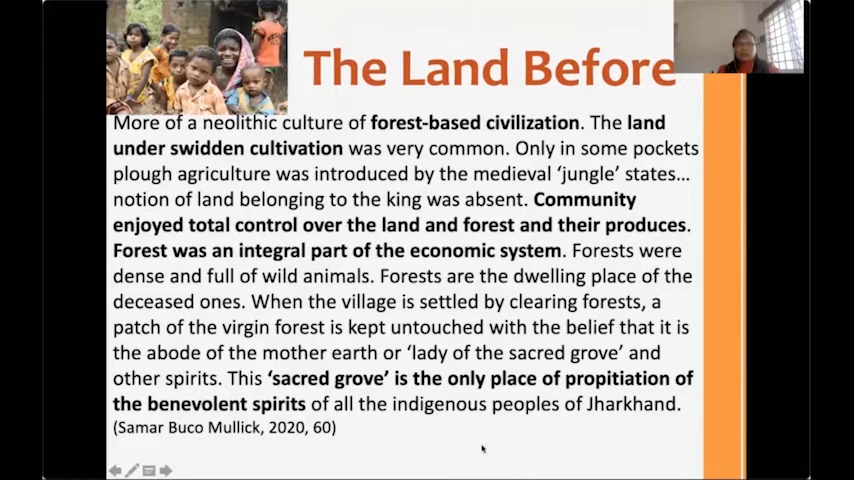 The Land Before
More of a neolithic culture of forest-based civilization. The land
under swidden cultivation was very common. Only in some pockets
plough agriculture was introduced by the medieval ‘jungle’ states…
notion of land belonging to the king was absent. Community
enjoyed total control over the land and forest and their produces.
Forest was an integral part of the economic system. Forests were
dense and full of wild animals. Forests are the dwelling place of the
deceased ones. When the village is settled by clearing forests, a
patch of the virgin forest is kept untouched with the belief that it is
the abode of the mother earth or ‘lady of the sacred grove’ and
other spirits. This ‘sacred grove’ is the only place of propitiation of
the benevolent spirits of all the indigenous peoples of Jharkhand.
(Samar Buco Mullick, 2020, 60)